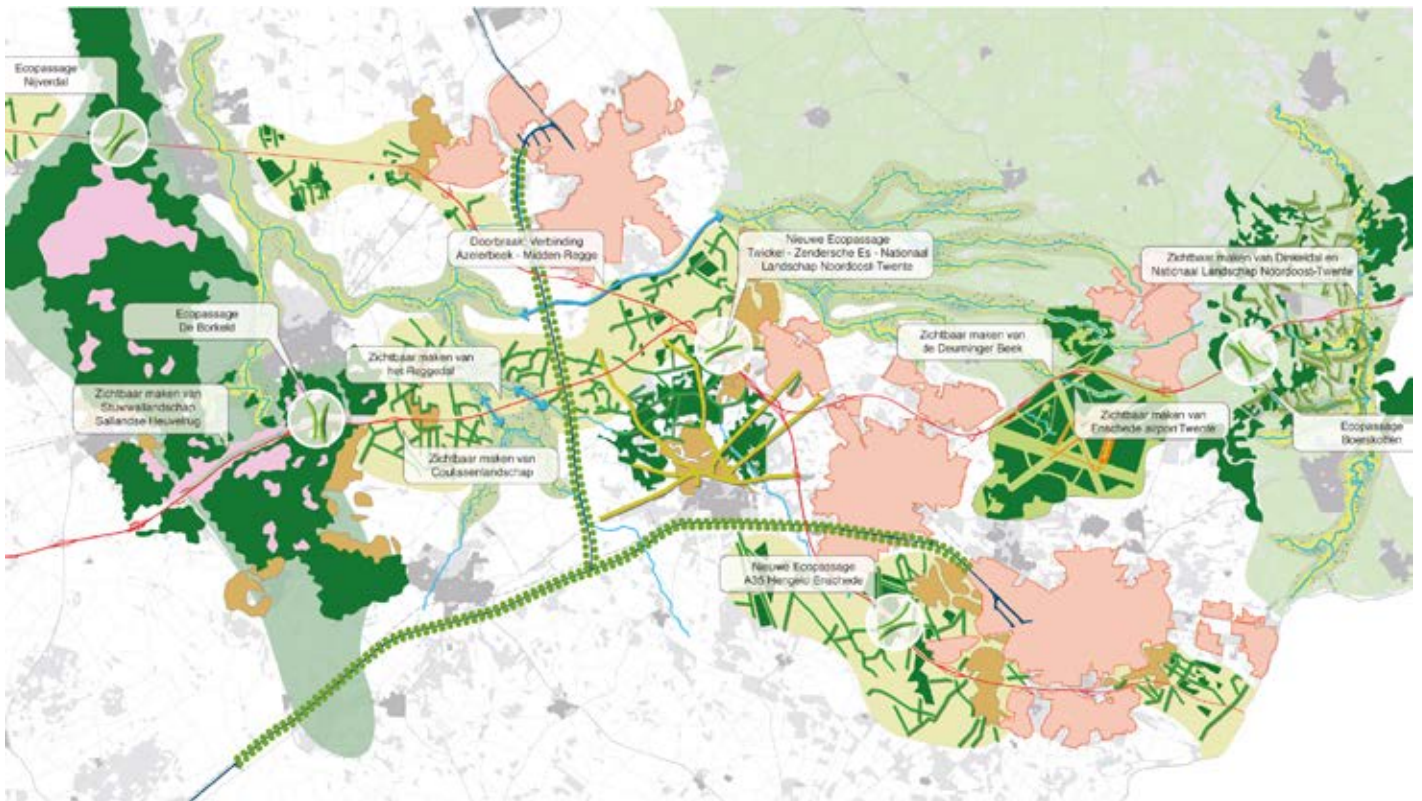 Ecopassage
Nijverdal
Doorbraak: Verbinding
Azelerbeek - Midden-Regge
Nieuwe Ecopassage
Twickel - Zendersche Es - Nationaal
Landschap Noordoost-Twente
Zichtbaar maken van Dinkeldal en
Nationaal Landschap Noordoost-Twente
Ecopassage
De Borkeld
Zichtbaar maken van
het Reggedal
Zichtbaar maken van
de Deurninger Beek
Zichtbaar maken van
Stuwwallandschap
Sallandse Heuvelrug
Zichtbaar maken van
Coulissenlandschap
Zichtbaar maken van
Enschede airport Twente
Ecopassage
Boerskotten
Nieuwe Ecopassage
A35 Hengelo Enschede